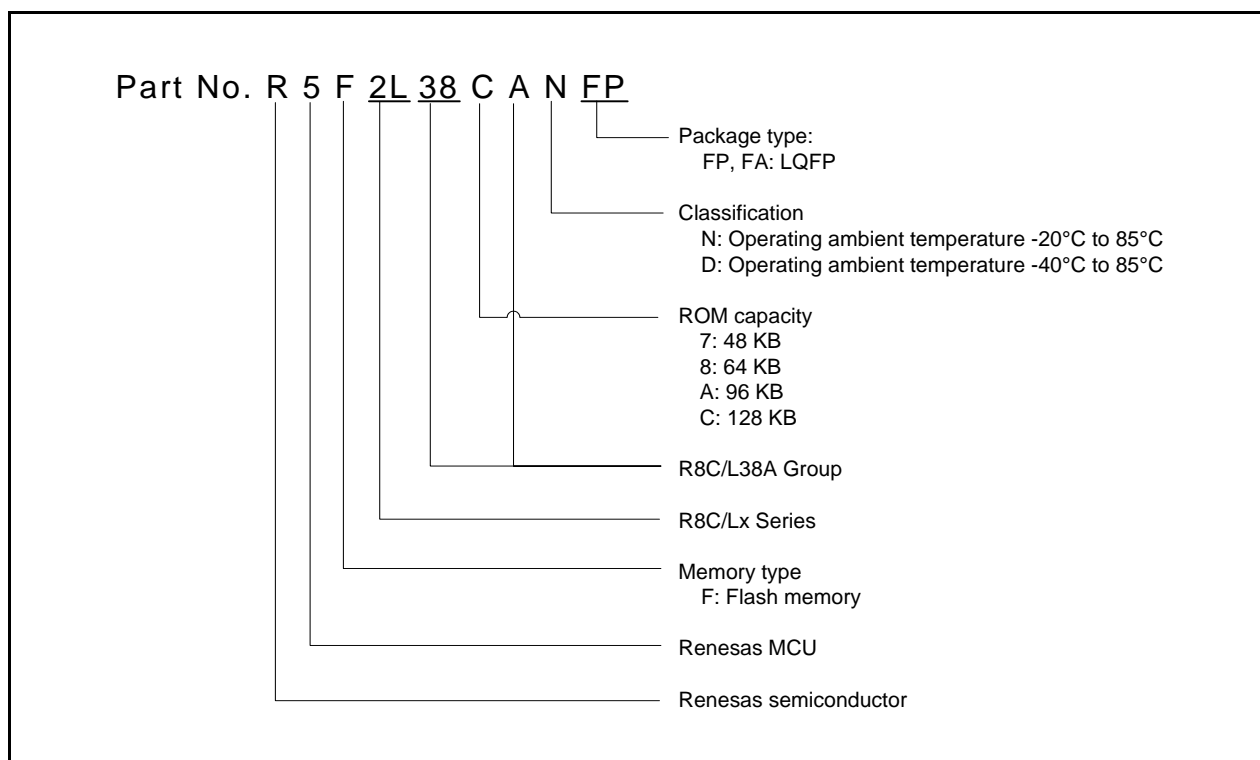 Part No. R 5 F 2L 38 C A N FP
Package type:
FP, FA: LQFP
Classification
N: Operating ambient temperature -20°C to 85°C
D: Operating ambient temperature -40°C to 85°C
ROM capacity
7: 48 KB
8: 64 KB
A: 96 KB
C: 128 KB
R8C/L38A Group
R8C/Lx Series
Memory type
F: Flash memory
Renesas MCU
Renesas semiconductor